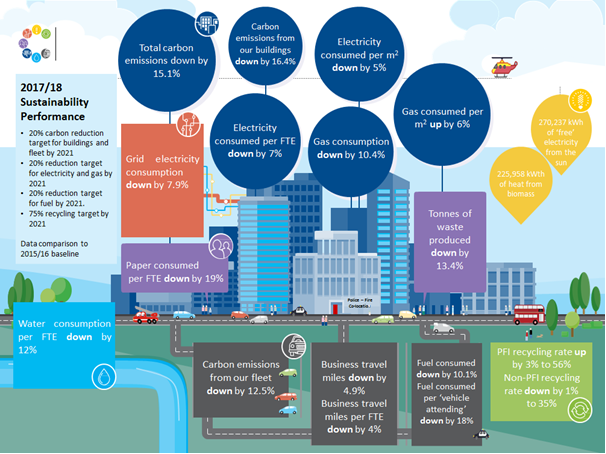 2017/18
Sustainability
Performance
• 20% carbon reduction
target for buildings and
fleet by 2021
• 20% reduction target
for electricity and gas by
2021
• 20% reduction target
for fuel by 2021.
• 75% recycling target by
2021
Data comparison to
2015/16 baseline
Total carbon
emissions down by
15.1%
Carbon
emissions from
our buildings
down by 16.4%
Electricity
consumed per m²
down by 5%
Gas consumed per
m² up by 6%
270,237 kWh
of ‘free’
electricity
from the
sun
225,958 kWth
of heat from
biomass
Grid electricity
consumption
down by 7.9%
Electricity
consumed per FTE
down by 7%
Gas consumption
down by 10.4%
Tonnes of
waste
produced
down by
13.4%
Paper consumed
per FTE down by 19%
Police – Fire
Water consumption
per FTE down by
12%
Carbon emissions
from our fleet
down by 12.5%
Business travel
miles down by
4.9%
Business travel
miles per FTE
down by 4%
Fuel consumed
down by 10.1%
Fuel consumed
per ‘vehicle
attending’
down by 18%
PFI recycling rate up
by 3% to 56%
Non-PFI recycling
rate down by 1%
to 35%